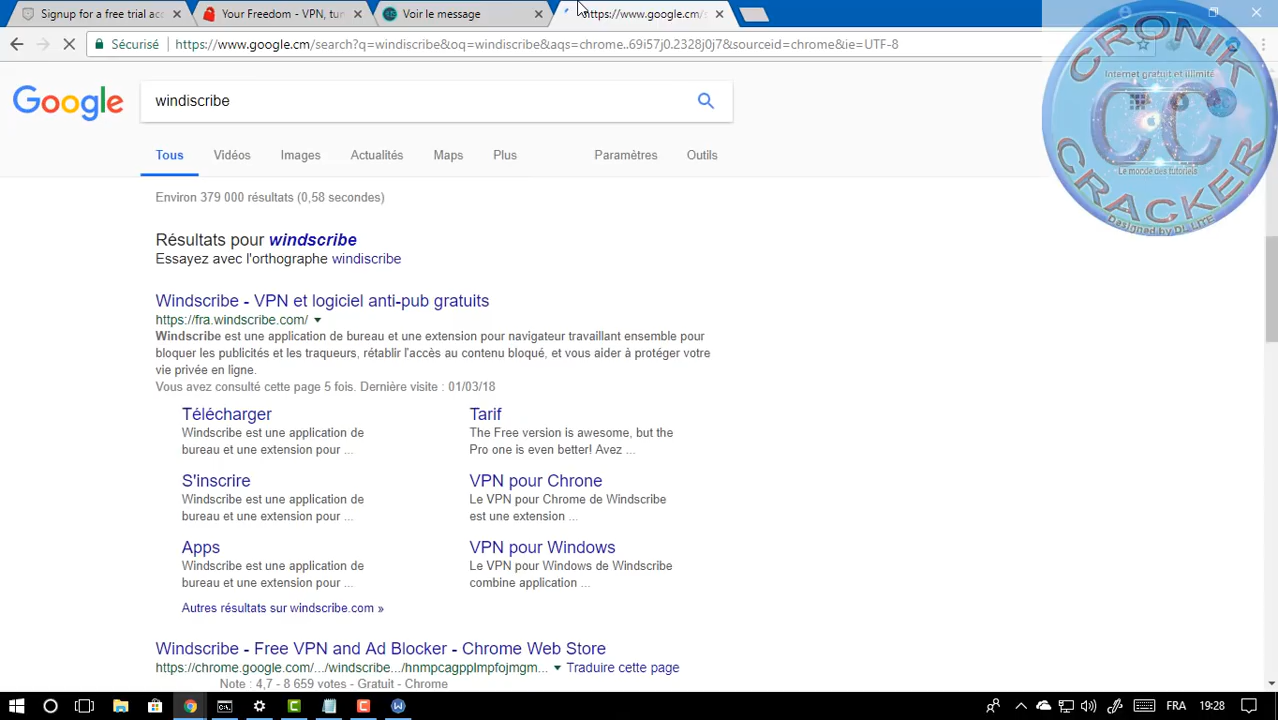 Signup for a free trial acc
Your Freedom - VPN, tun
Voir le message
https://www.google.cm/s
Sécurisé
https://www.google.cm/search?q=windiscribe&oq=windiscribe&aqs=chrome..69i57j0.2328j0j7&sourceid=chrome&ie=UTF-8
Google
windiscribe
Tous
Vidéos
Images
Actualités
Maps
Plus
Paramètres
Outils
Environ 379 000 résultats (0,58 secondes)
Résultats pour windscribe
Essayez avec l'orthographe windiscribe
Windscribe - VPN et logiciel anti-pub gratuits
https://fra.windscribe.com/
Windscribe est une application de bureau et une extension pour navigateur travaillant ensemble pour
bloquer les publicités et les traqueurs, rétablir l'accès au contenu bloqué, et vous aider à protéger votre
vie privée en ligne.
Vous avez consulté cette page 5 fois. Dernière visite : 01/03/18
Télécharger
Windscribe est une application de
bureau et une extension pour ...
Tarif
The Free version is awesome, but the
Pro one is even better! Avez ...
S'inscrire
Windscribe est une application de
bureau et une extension pour ...
VPN pour Chrone
Le VPN pour Chrome de Windscribe
est une extension ...
Apps
Windscribe est une application de
bureau et une extension pour ...
VPN pour Windows
Le VPN pour Windows de Windscribe
combine application ...
Autres résultats sur windscribe.com »
Windscribe - Free VPN and Ad Blocker - Chrome Web Store
https://chrome.google.com/.../windscribe.../hnmpcagpplmpfojmgm...
Traduire cette page
Note : 4,7 - 8 659 votes - Gratuit - Chrome
CRONIK
Internet gratuit et illimité
CC
Le monde des tutoriels
CRACKER
Designed by DL LITE
FRA
19:28